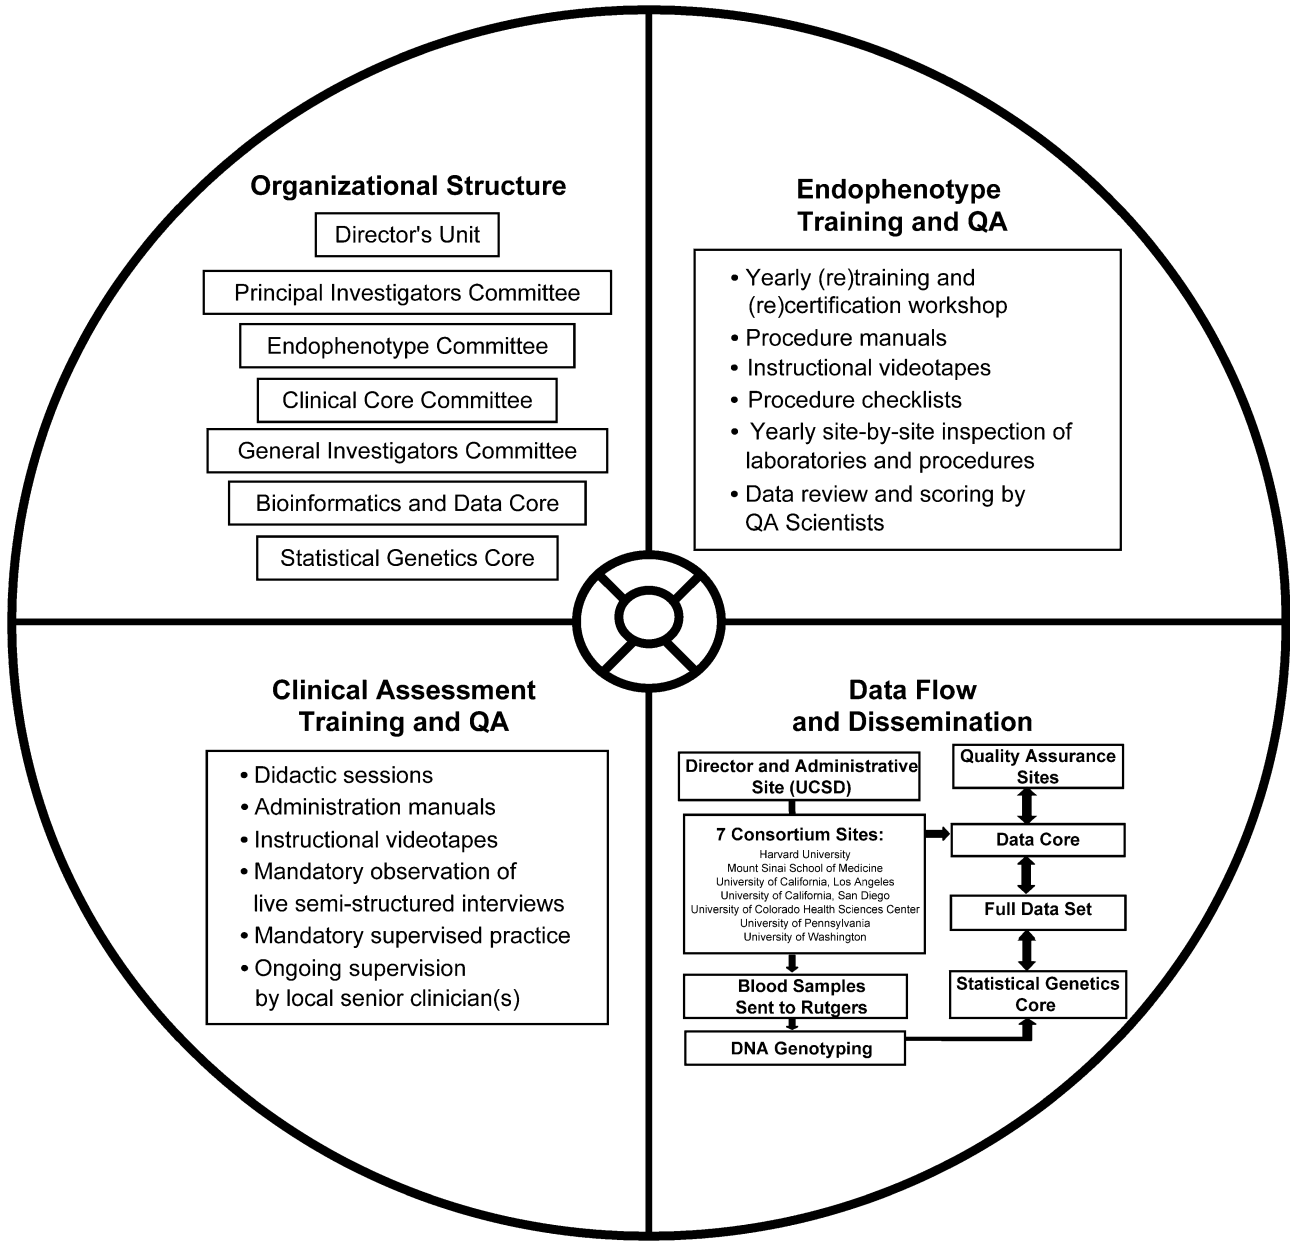 Organizational Structure
Director's Unit
Principal Investigators Committee
Endophenotype Committee
Clinical Core Committee
General Investigators Committee
Bioinformatics and Data Core
Statistical Genetics Core
Endophenotype
Training and QA
• Yearly (re)training and
(re)certification workshop
• Procedure manuals
• Instructional videotapes
• Procedure checklists
• Yearly site-by-site inspection of
laboratories and procedures
• Data review and scoring by
QA Scientists
Clinical Assessment
Training and QA
• Didactic sessions
• Administration manuals
• Instructional videotapes
• Mandatory observation of
live semi-structured interviews
• Mandatory supervised practice
• Ongoing supervision
by local senior clinician(s)
Data Flow
and Dissemination
Director and Administrative
Site (UCSD)
7 Consortium Sites:
Harvard University
Mount Sinai School of Medicine
University of California, Los Angeles
University of California, San Diego
University of Colorado Health Sciences Center
University of Pennsylvania
University of Washington
Blood Samples
Sent to Rutgers
DNA Genotyping
Quality Assurance
Sites
Data Core
Full Data Set
Statistical Genetics
Core